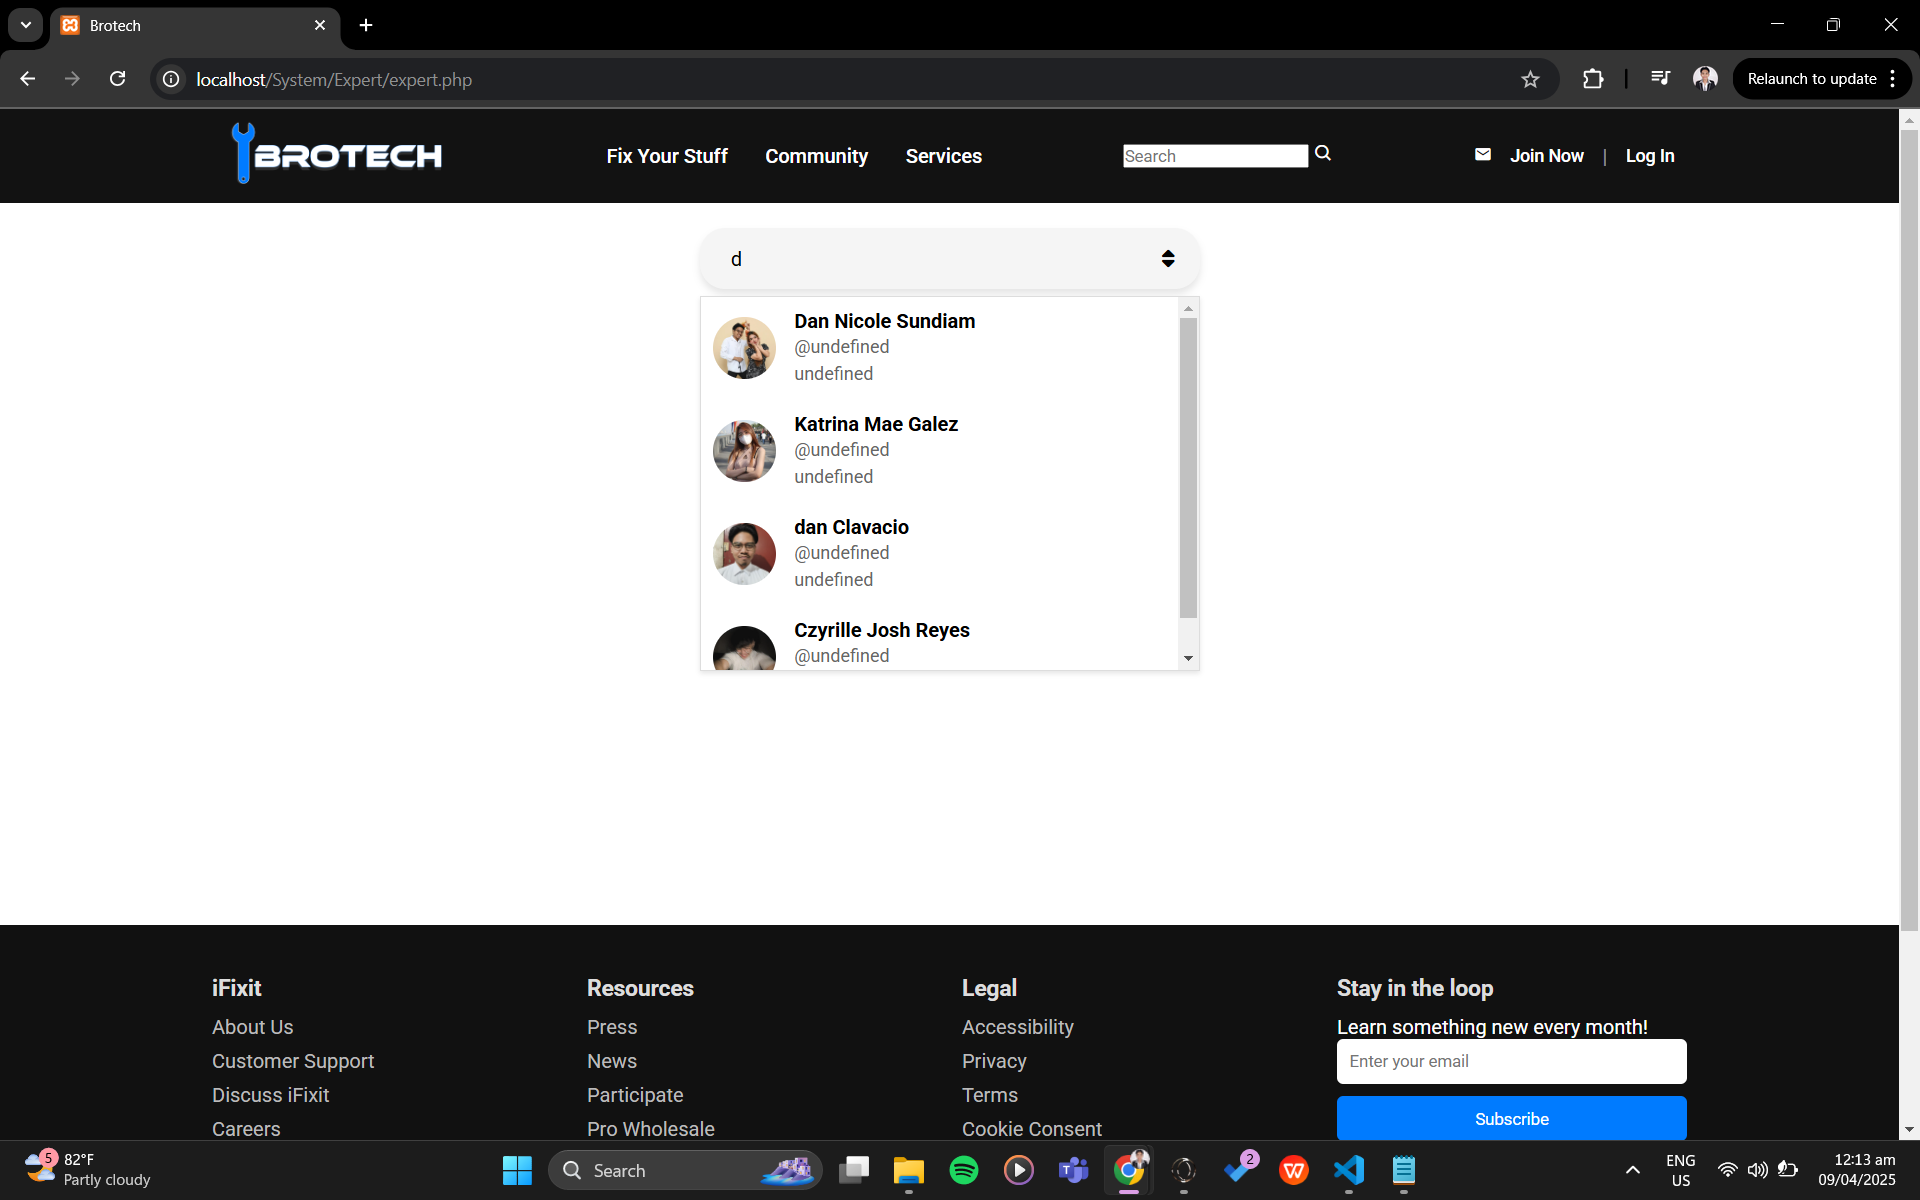 Brotech
localhost/System/Expert/expert.php
Relaunch to update
BROTECH
Fix Your Stuff
Community
Services
Search
Join Now | Log In
d
Dan Nicole Sundiam
@undefined
undefined
Katrina Mae Galez
@undefined
undefined
dan Clavacio
@undefined
undefined
Czyrille Josh Reyes
@undefined
iFixit
About Us
Customer Support
Discuss iFixit
Careers
Resources
Press
News
Participate
Pro Wholesale
Legal
Accessibility
Privacy
Terms
Cookie Consent
Stay in the loop
Learn something new every month!
Enter your email
Subscribe
5
82°F
Partly cloudy
Search
2
ENG
US
12:13 am
09/04/2025